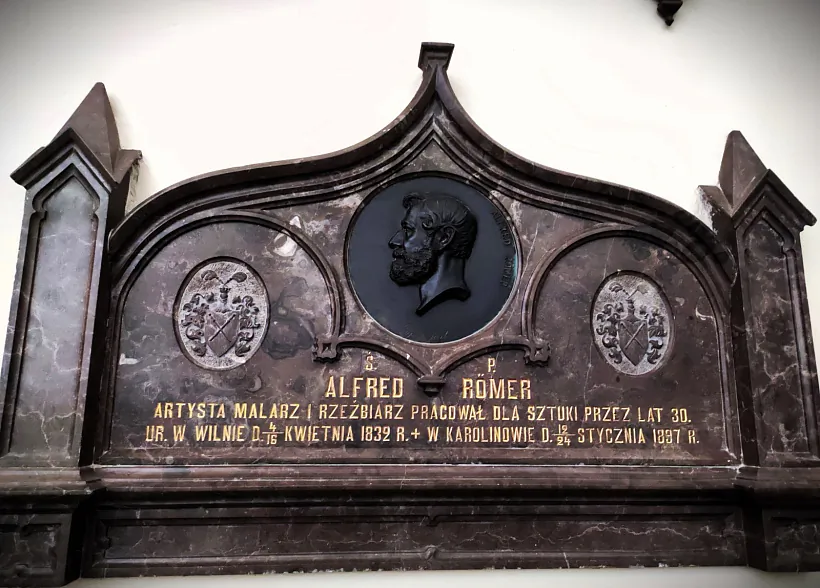 Ś. P.
ALFRED RÖMER
ARTYSTA MALARZ I RZEŹBIARZ PRACOWAŁ DLA SZTUKI PRZEZ LAT 30.
UR. W WILNIE D. 4/16 KWIETNIA 1832 R. + W KAROLINOWIE D. 12/24 STYCZNIA 1897 R.